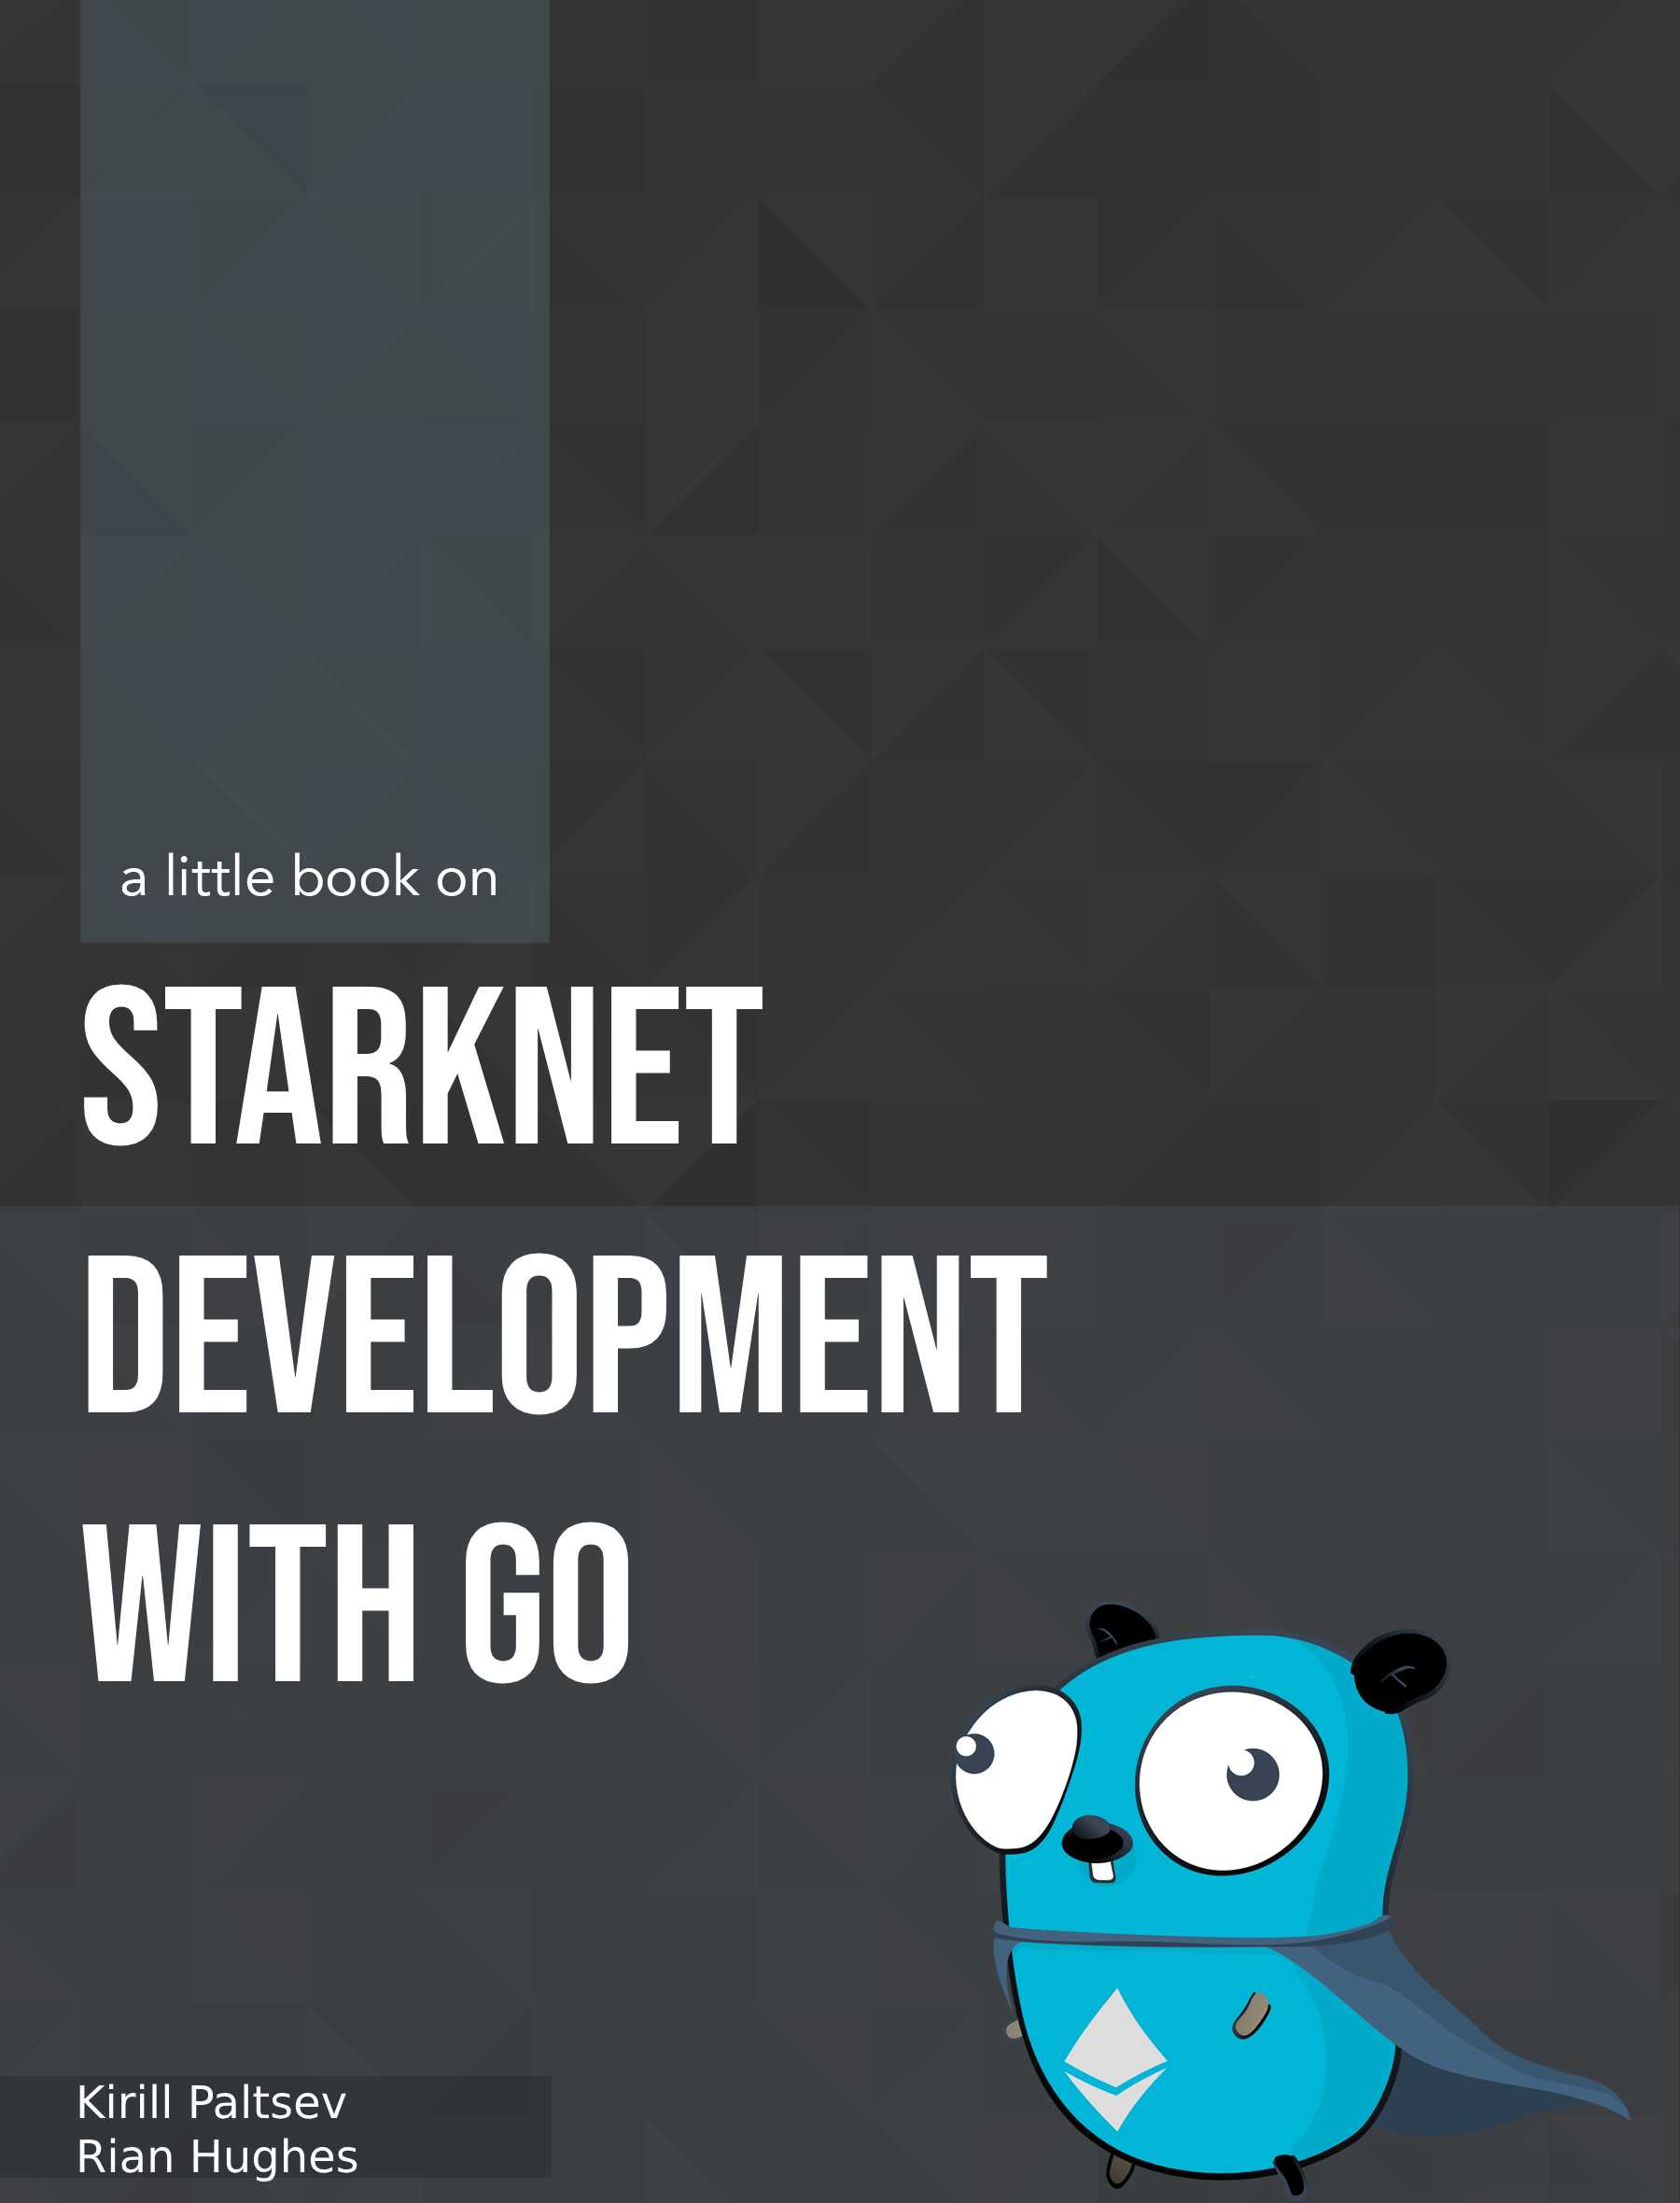 a little book on
STARKNET
DEVELOPMENT
WITH GO
Kirill Paltsev
Rian Hughes